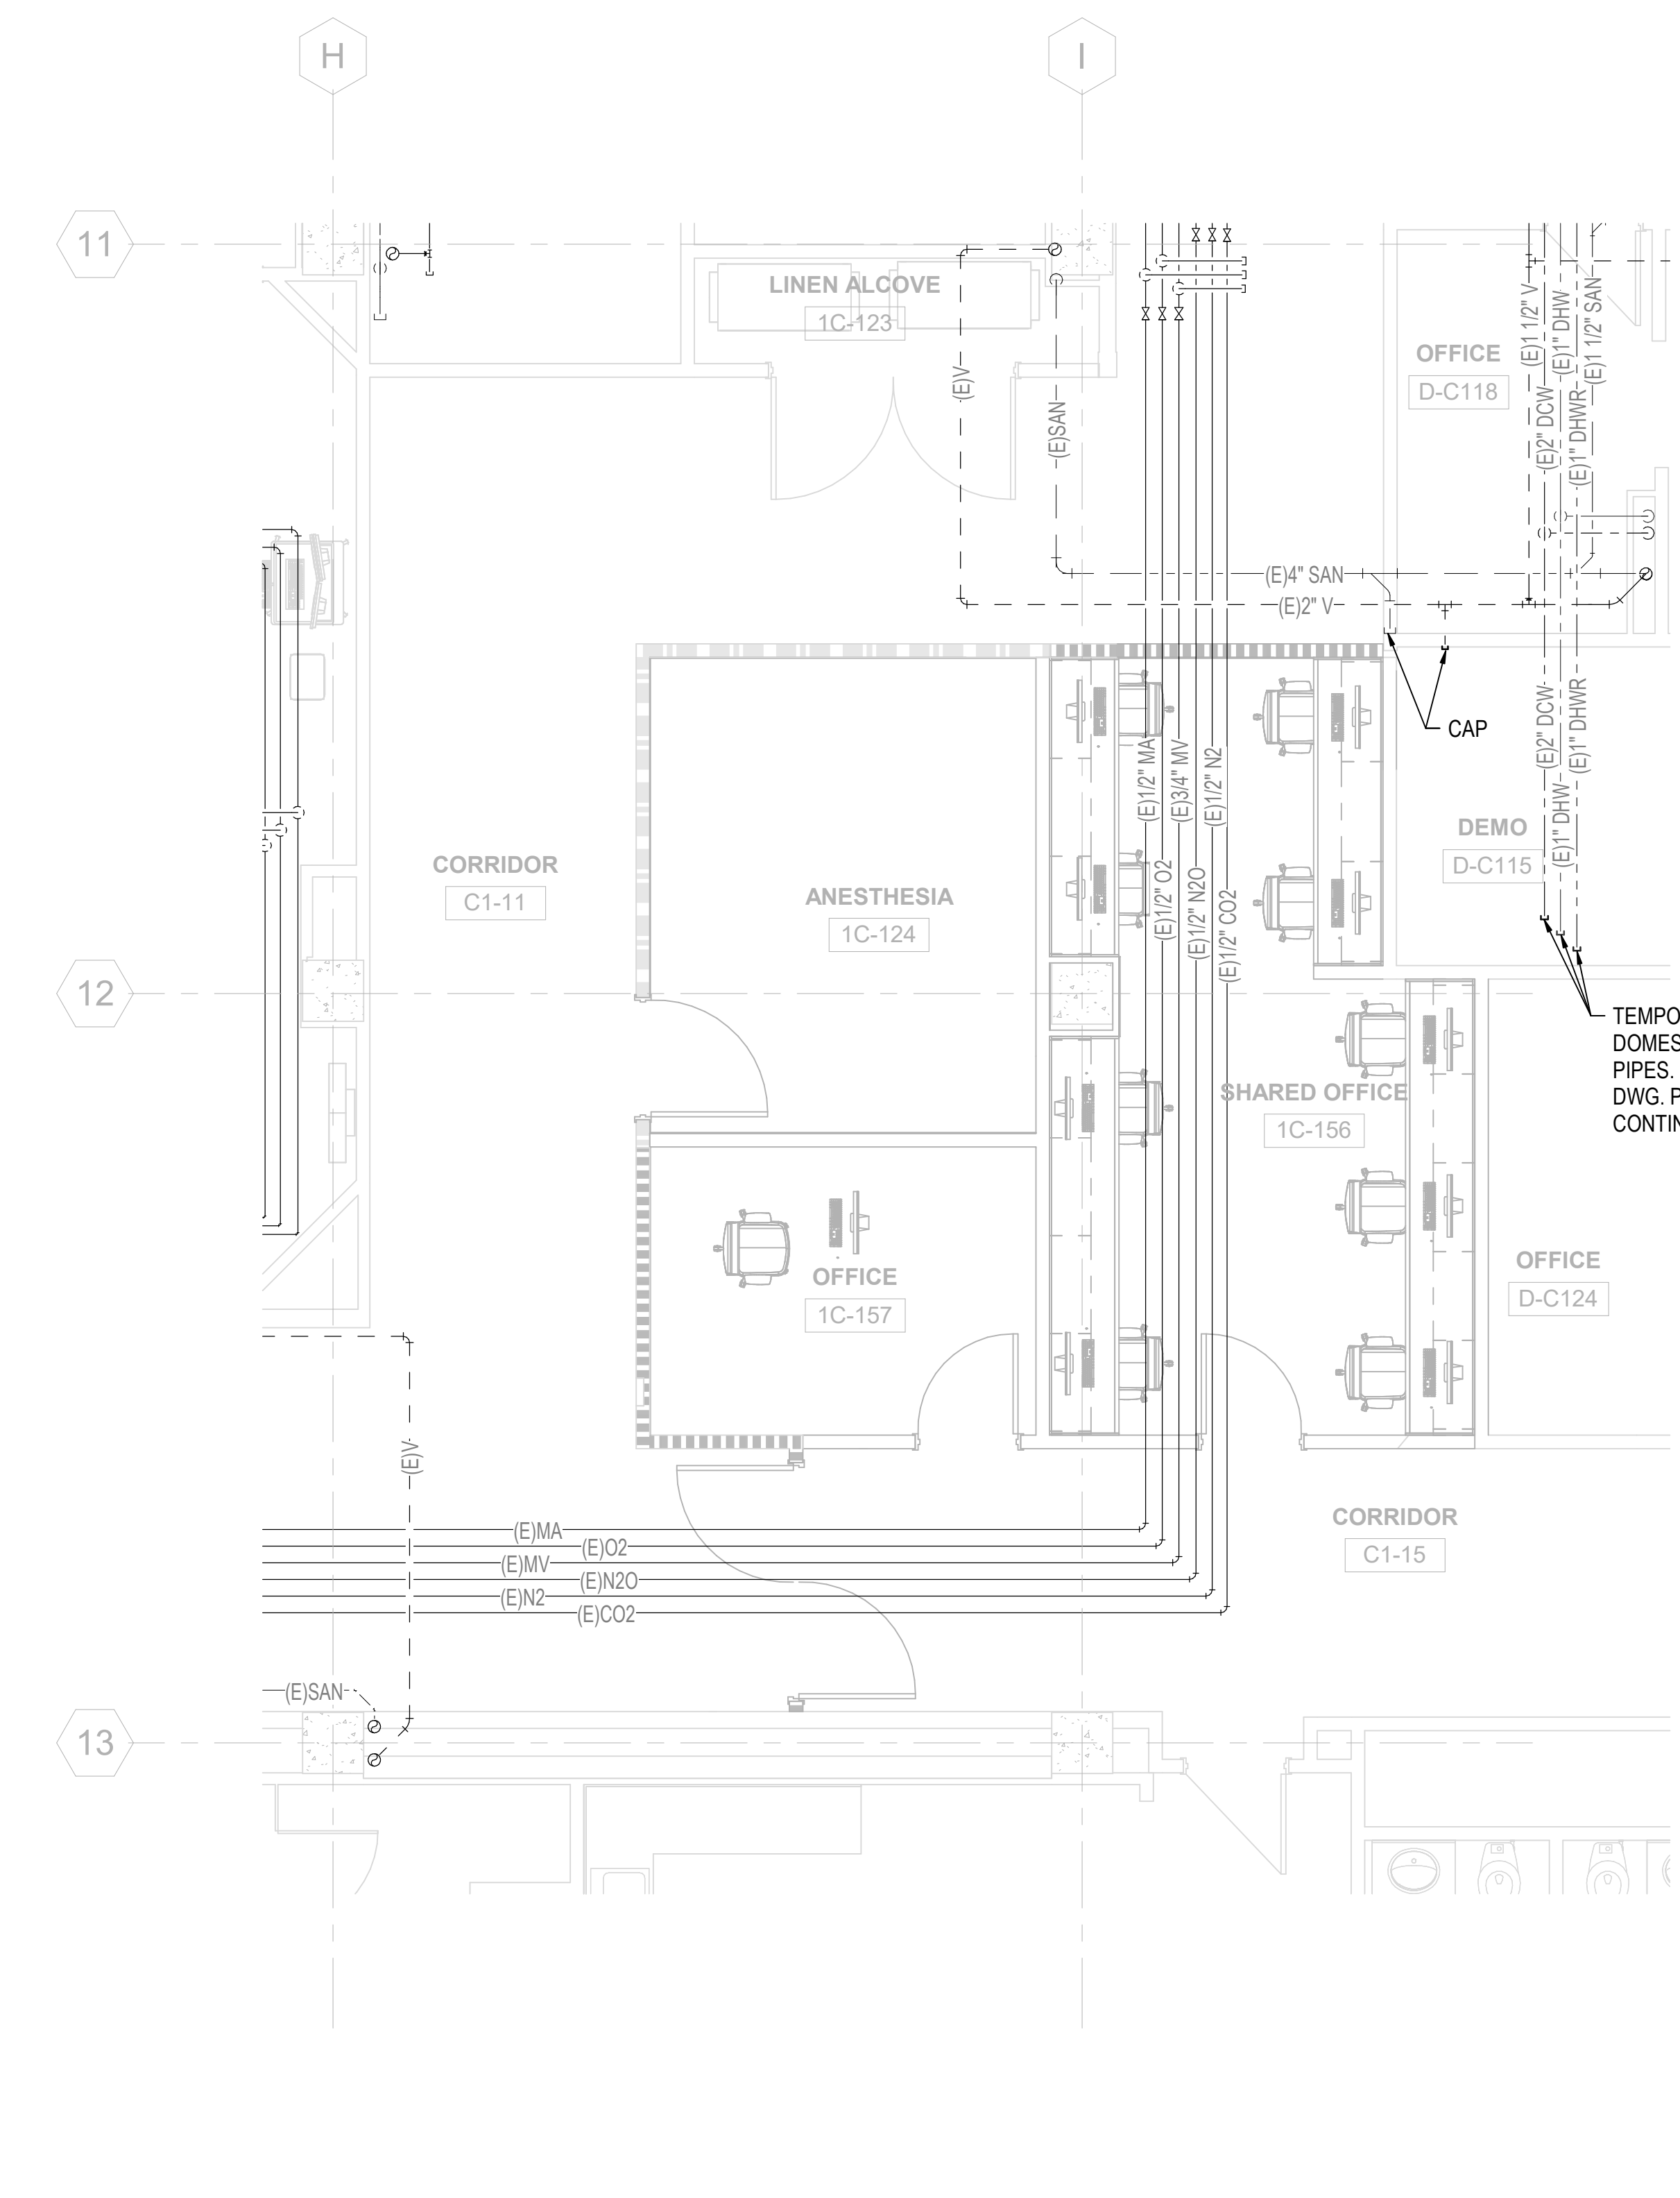 H
I
11
LINEN ALCOVE
1C-123
(E)V
(E)SAN
OFFICE
D-C118
(E)1 1/2" V
(E)2" DCW
(E)1" DHW
(E)1" DHWR
(E)1 1/2" SAN
(E)4" SAN
(E)2" V
CAP
(E)1/2" MA
(E)1/2" O2
(E)3/4" MV
(E)1/2" N2O
(E)1/2" N2
(E)1/2" CO2
(E)2" DCW
(E)1" DHW
(E)1" DHWR
DEMO
D-C115
CORRIDOR
C1-11
ANESTHESIA
1C-124
12
TEMPO
DOMES
PIPES.
DWG. P
CONTIN
SHARED OFFICE
1C-156
OFFICE
1C-157
OFFICE
D-C124
(E)V
CORRIDOR
C1-15
(E)MA
(E)O2
(E)MV
(E)N2O
(E)N2
(E)CO2
(E)SAN
13